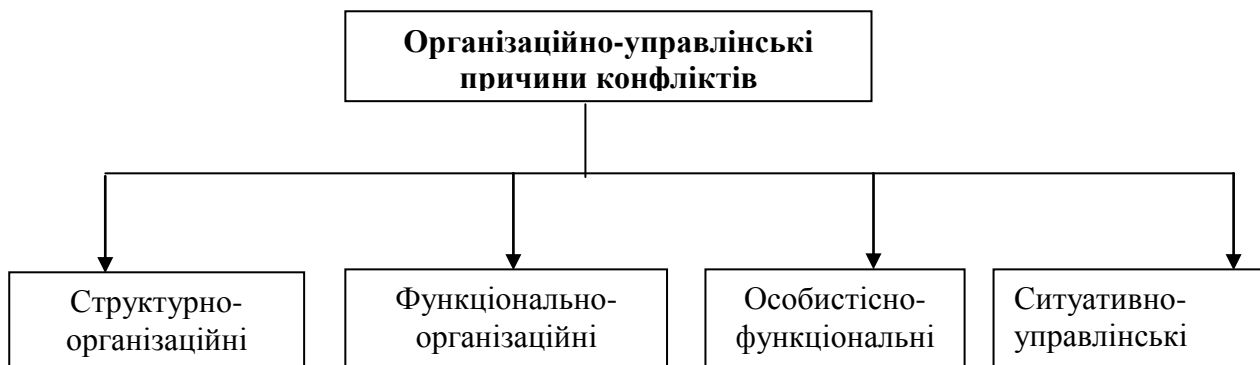 Організаційно-управлінські
причини конфліктів
Структурно-
організаційні
Функціонально-
організаційні
Особистісно-
функціональні
Ситуативно-
управлінські